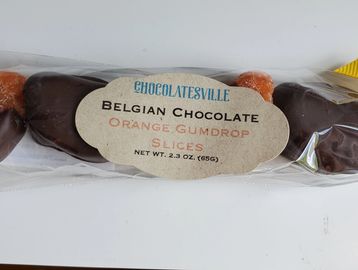 CHOCOLATESVILLE
BELGIAN CHOCOLATE
ORANGE GUMDROP
SLICES
NET WT. 2.3 OZ. (65G)